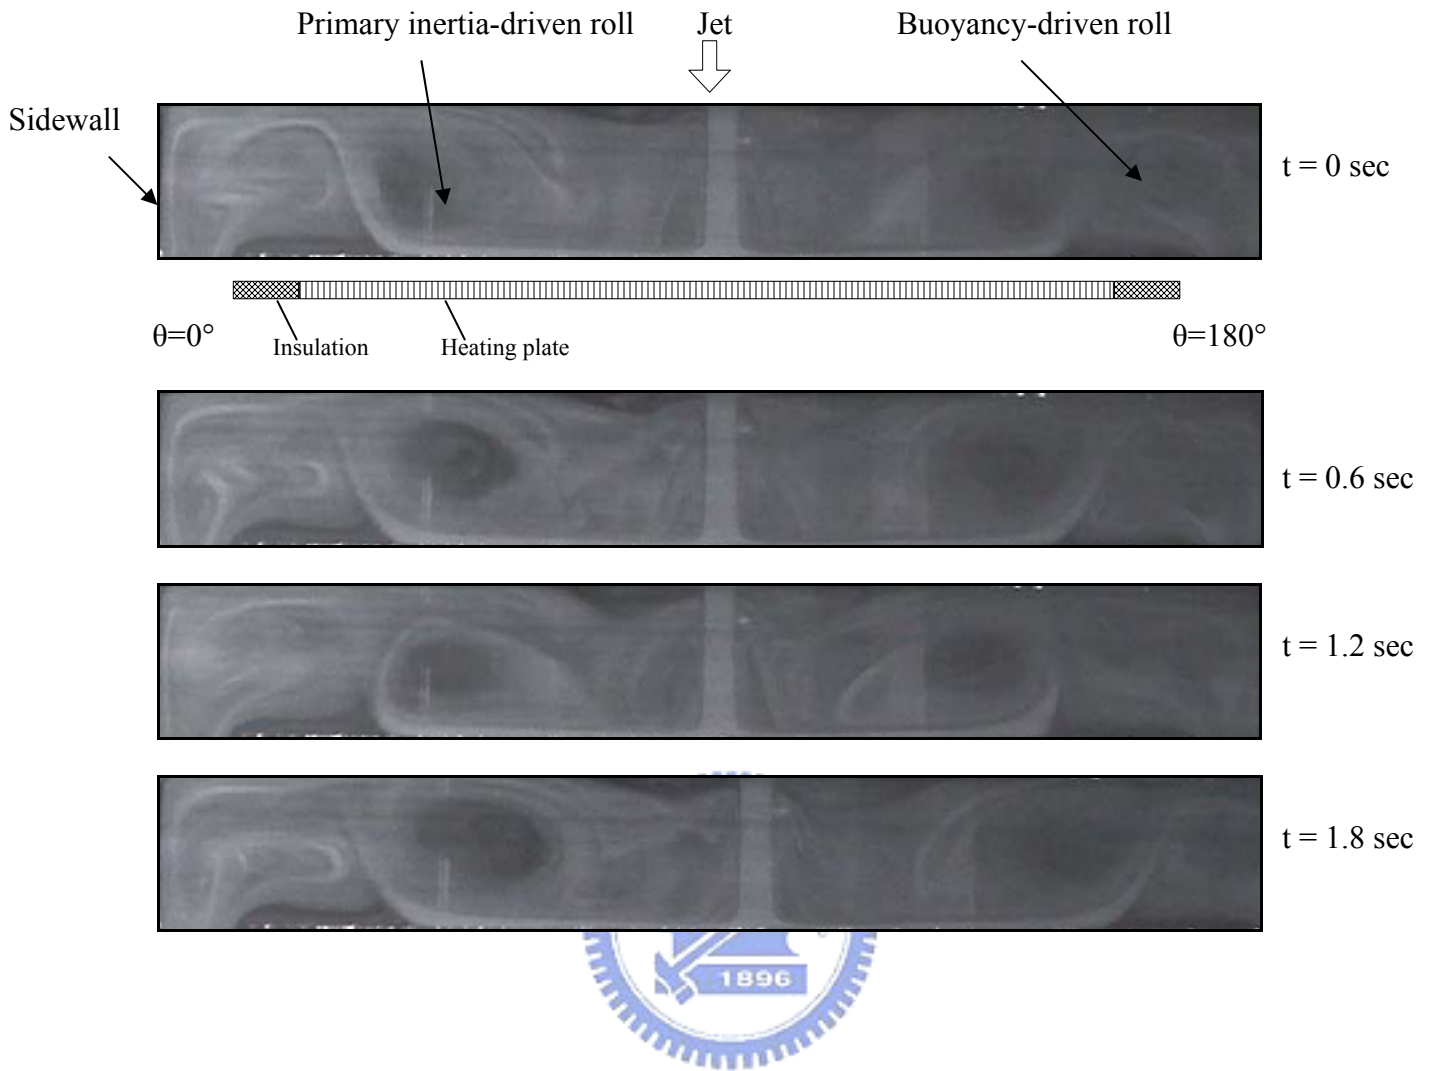 Primary inertia-driven roll
Jet
Buoyancy-driven roll
Sidewall
t = 0 sec
θ=0°
Insulation
Heating plate
θ=180°
t = 0.6 sec
t = 1.2 sec
t = 1.8 sec
1896